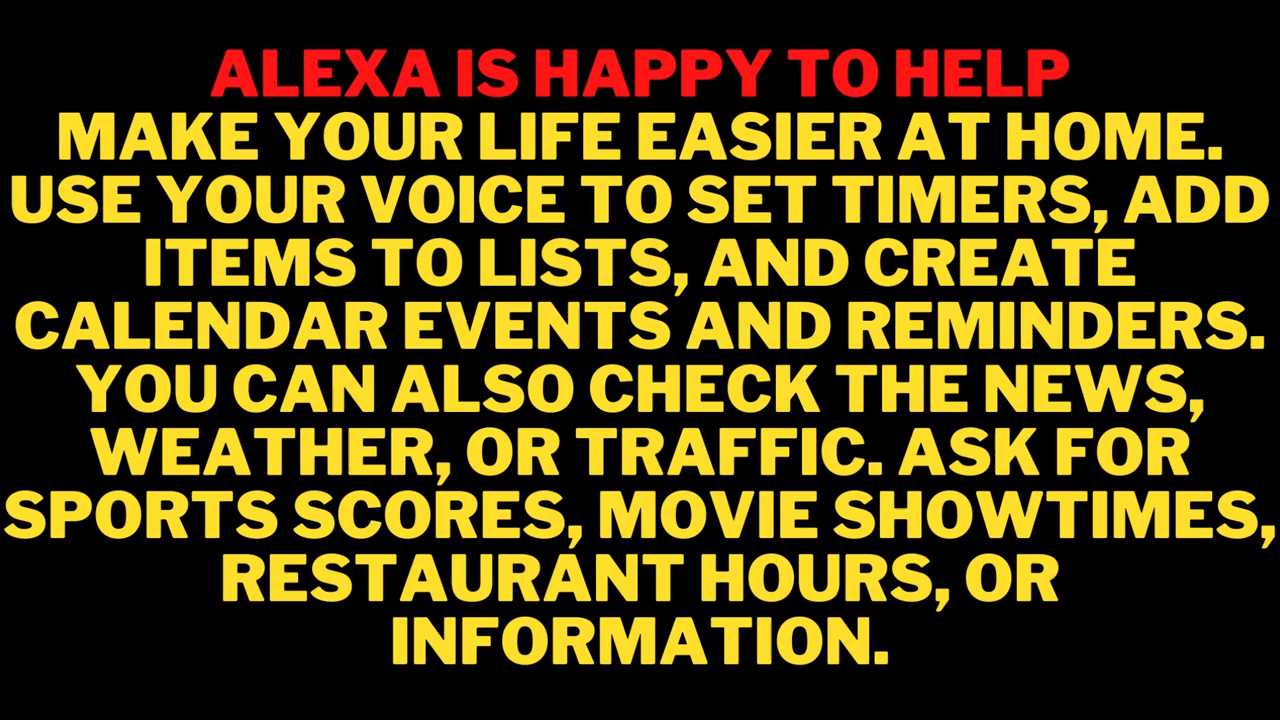 ALEXA IS HAPPY TO HELP
MAKE YOUR LIFE EASIER AT HOME.
USE YOUR VOICE TO SET TIMERS, ADD
ITEMS TO LISTS, AND CREATE
CALENDAR EVENTS AND REMINDERS.
YOU CAN ALSO CHECK THE NEWS,
WEATHER, OR TRAFFIC. ASK FOR
SPORTS SCORES, MOVIE SHOWTIMES,
RESTAURANT HOURS, OR
INFORMATION.